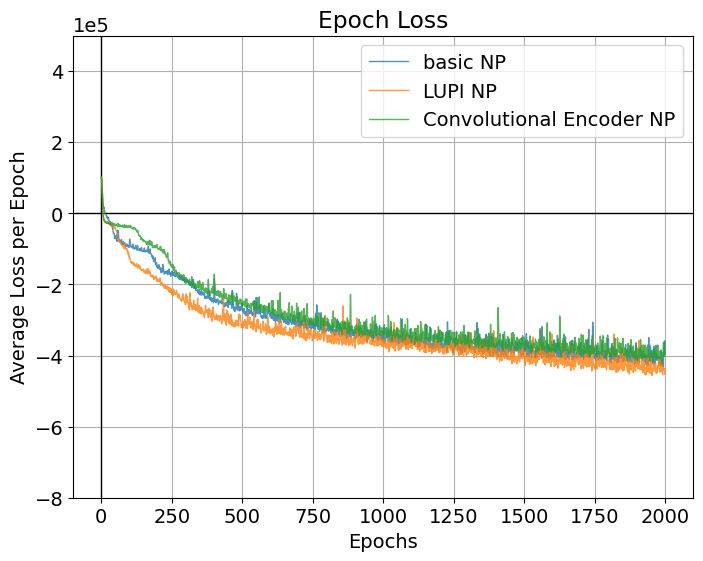 Epoch Loss
1e5
basic NP
LUPI NP
Convolutional Encoder NP
Average Loss per Epoch
4
2
0
−2
−4
−6
−8
0 250 500 750 1000 1250 1500 1750 2000
Epochs